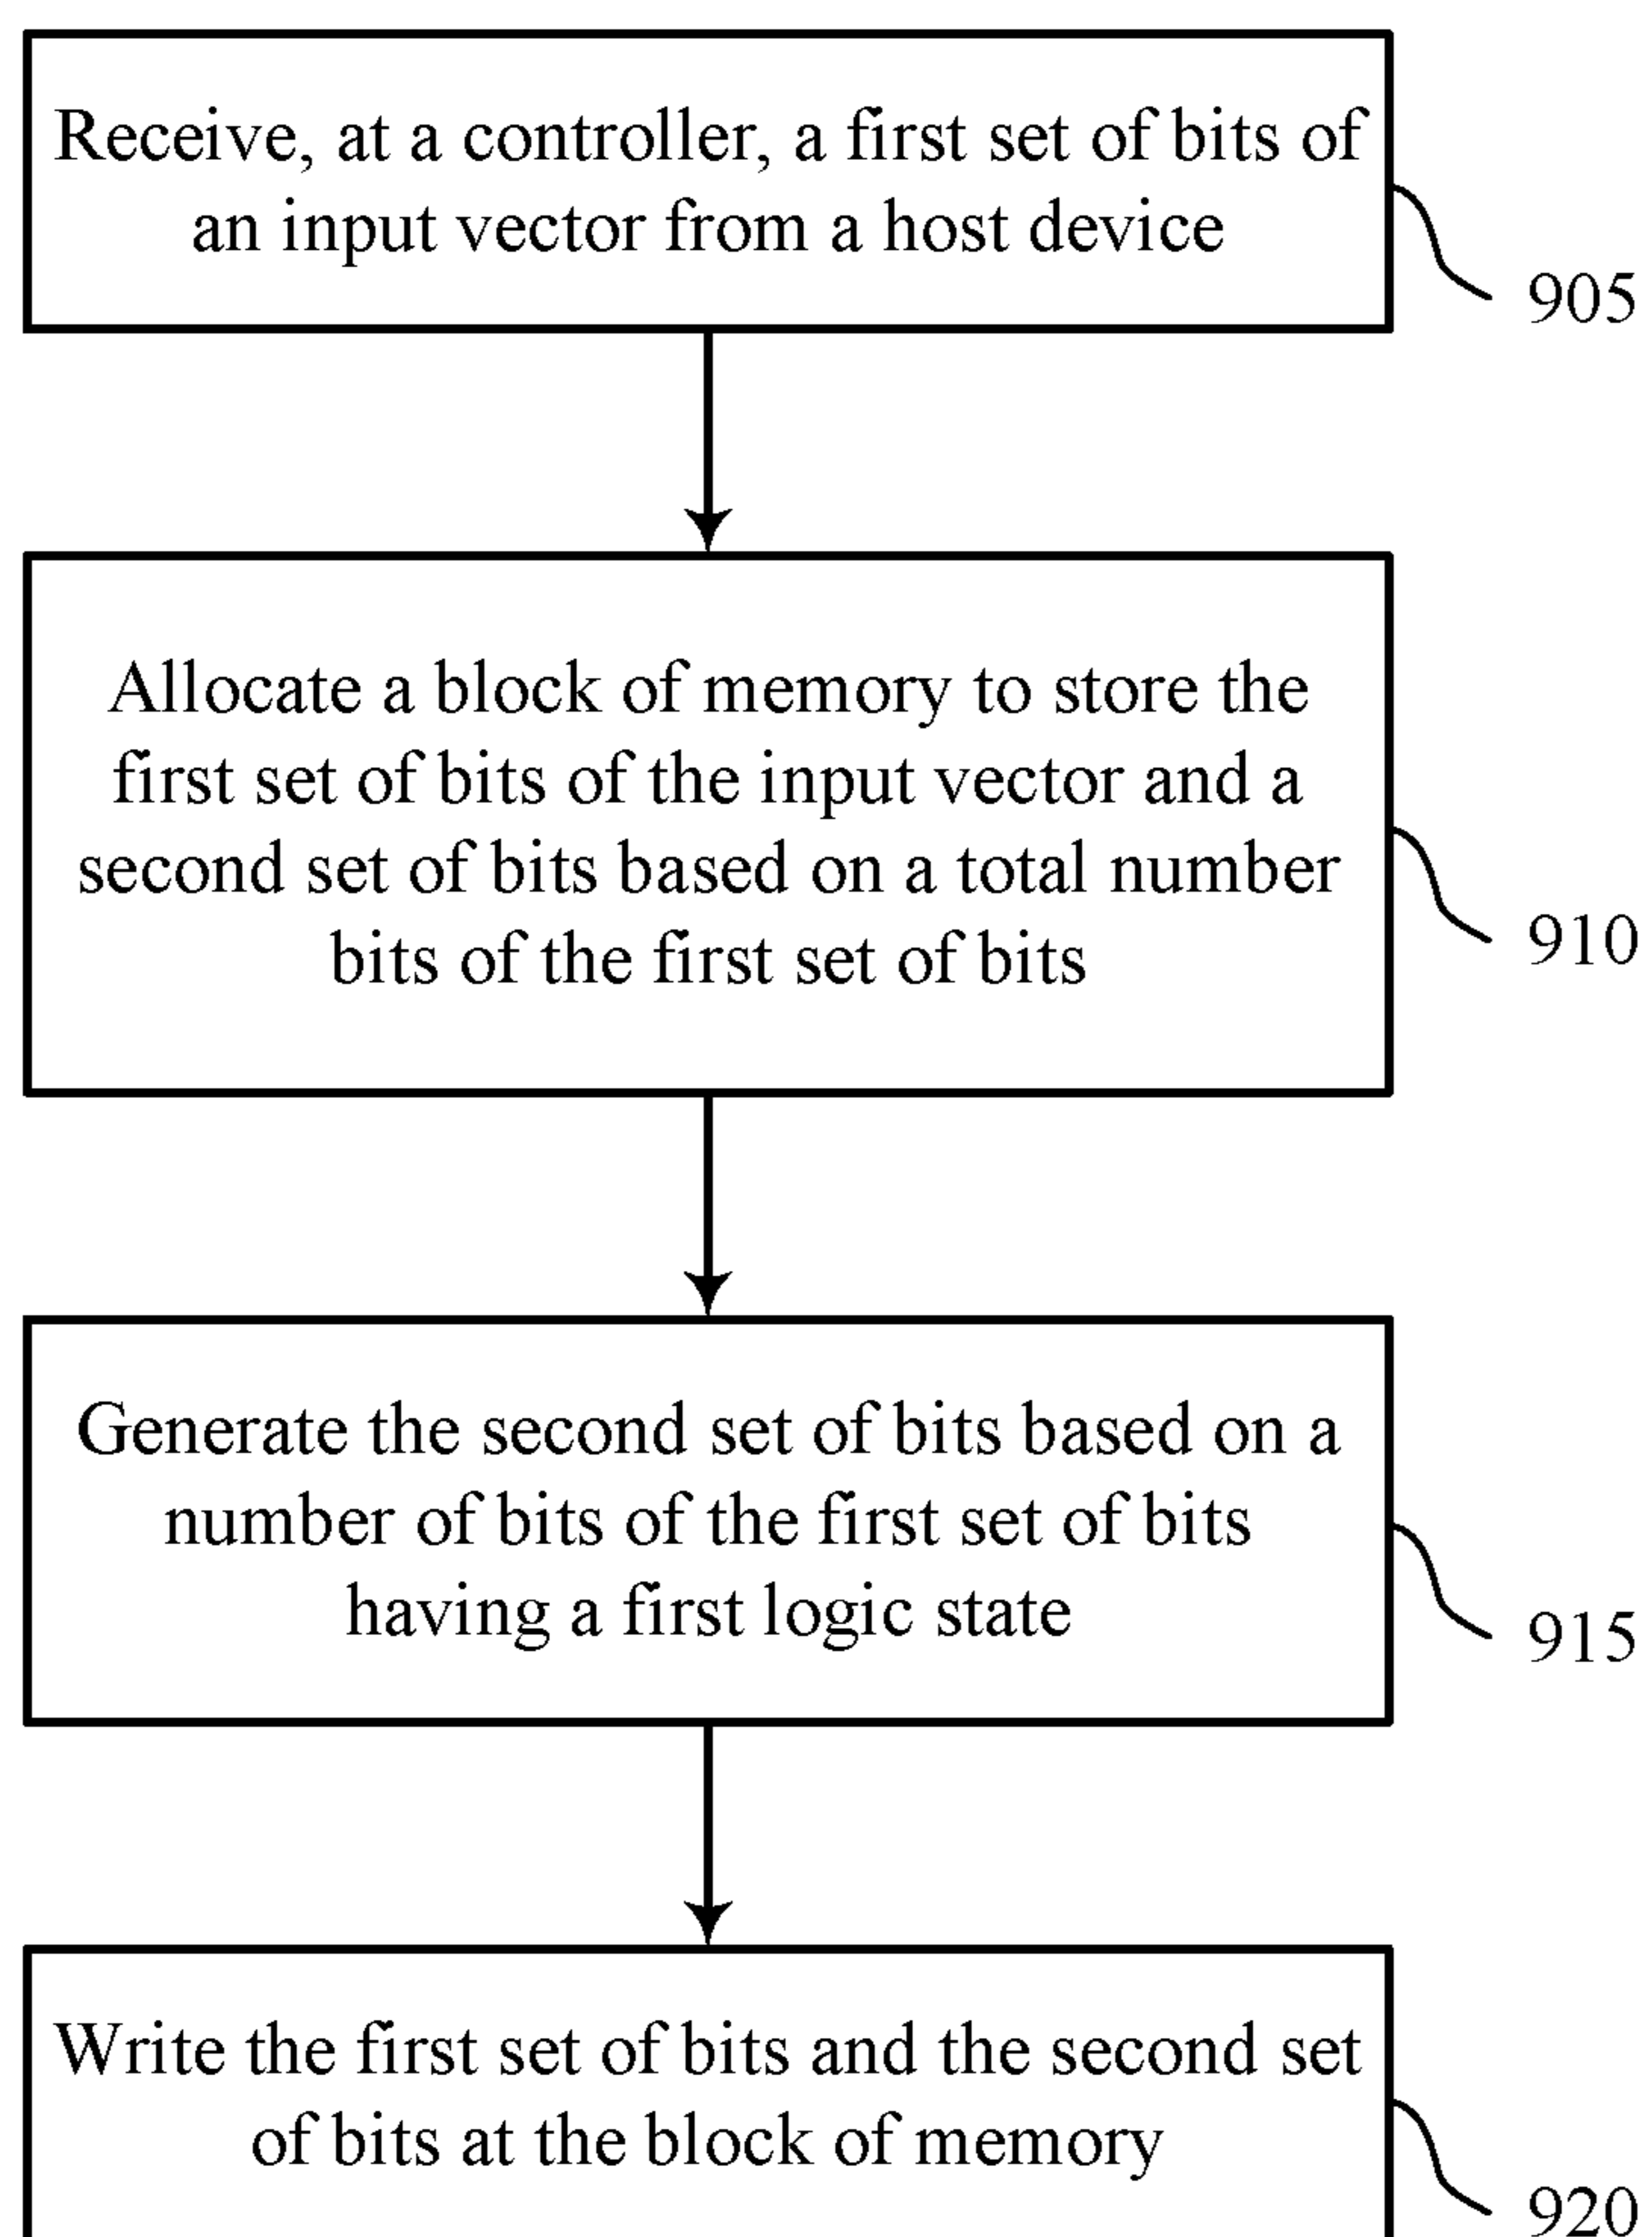 Receive, at a controller, a first set of bits of
an input vector from a host device
905
Allocate a block of memory to store the
first set of bits of the input vector and a
second set of bits based on a total number
bits of the first set of bits
910
Generate the second set of bits based on a
number of bits of the first set of bits
having a first logic state
915
Write the first set of bits and the second set
of bits at the block of memory
920